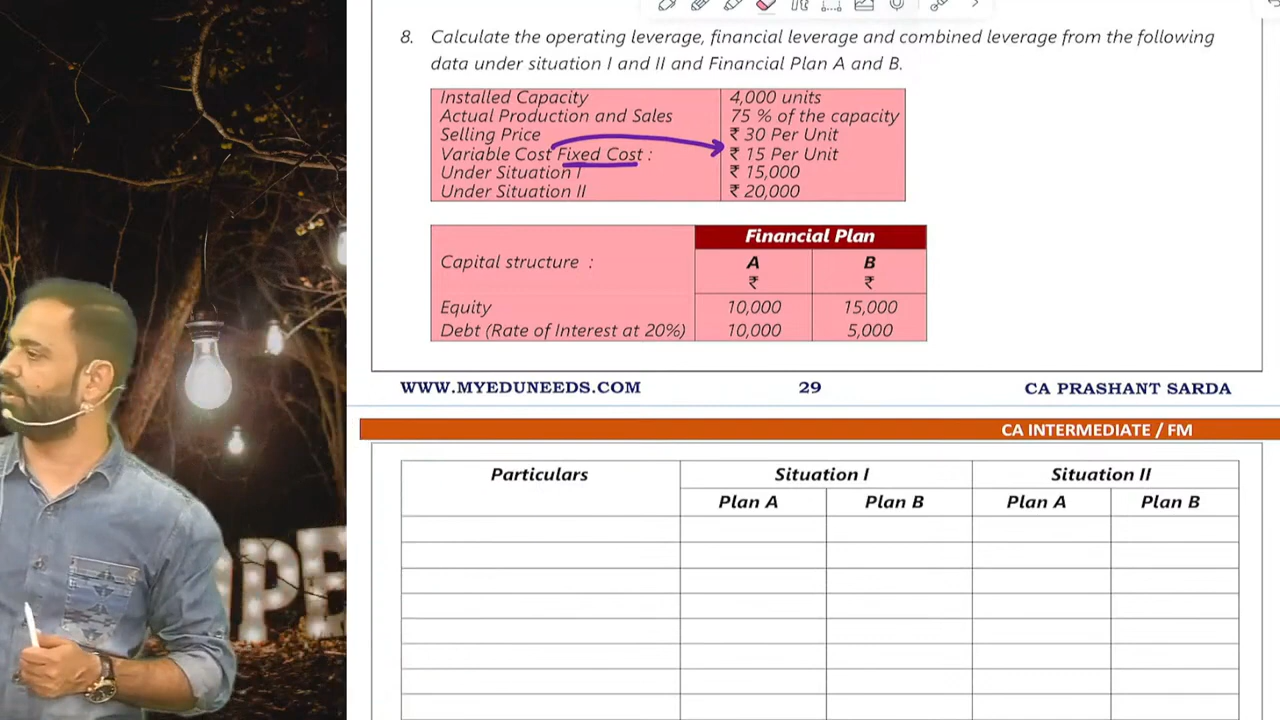 8. Calculate the operating leverage, financial leverage and combined leverage from the following
data under situation I and II and Financial Plan A and B.
Installed Capacity 4,000 units
Actual Production and Sales 75 % of the capacity
Selling Price ₹ 30 Per Unit
Variable Cost Fixed Cost : ₹ 15 Per Unit
Under Situation I ₹ 15,000
Under Situation II ₹ 20,000
Financial Plan
Capital structure : A B
₹ ₹
Equity 10,000 15,000
Debt (Rate of Interest at 20%) 10,000 5,000
WWW.MYEDUNEEDS.COM 29 CA PRASHANT SARDA
CA INTERMEDIATE / FM
Particulars Situation I Situation II
Plan A Plan B Plan A Plan B